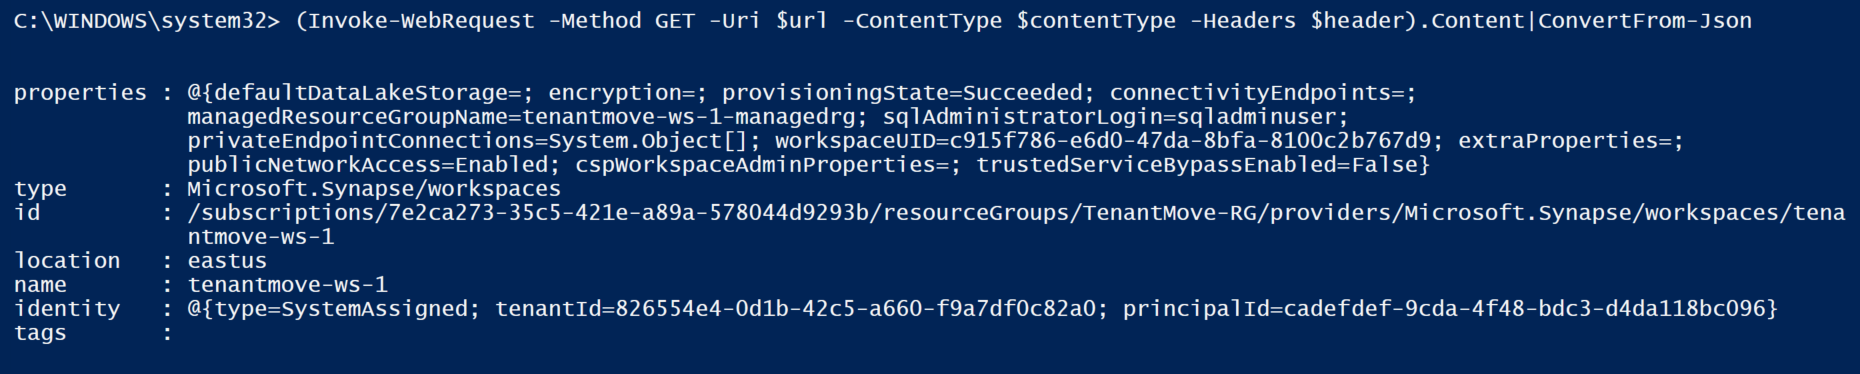 C:\WINDOWS\system32> (Invoke-WebRequest -Method GET -Uri $url -ContentType $contentType -Headers $header).Content|ConvertFrom-Json
properties : @{defaultDataLakeStorage=; encryption=; provisioningState=Succeeded; connectivityEndpoints=;
managedResourceGroupName=tenantmove-ws-1-managedrg; sqlAdministratorLogin=sqladminuser;
privateEndpointConnections=System.Object[]; workspaceUID=c915f786-e6d0-47da-8bfa-8100c2b767d9; extraProperties=;
publicNetworkAccess=Enabled; cspWorkspaceAdminProperties=; trustedServiceBypassEnabled=False}
type : Microsoft.Synapse/workspaces
id : /subscriptions/7e2ca273-35c5-421e-a89a-578044d9293b/resourceGroups/TenantMove-RG/providers/Microsoft.Synapse/workspaces/tena
ntmove-ws-1
location : eastus
name : tenantmove-ws-1
identity : @{type=SystemAssigned; tenantId=826554e4-0d1b-42c5-a660-f9a7df0c82a0; principalId=cadefdef-9cda-4f48-bdc3-d4da118bc096}
tags :